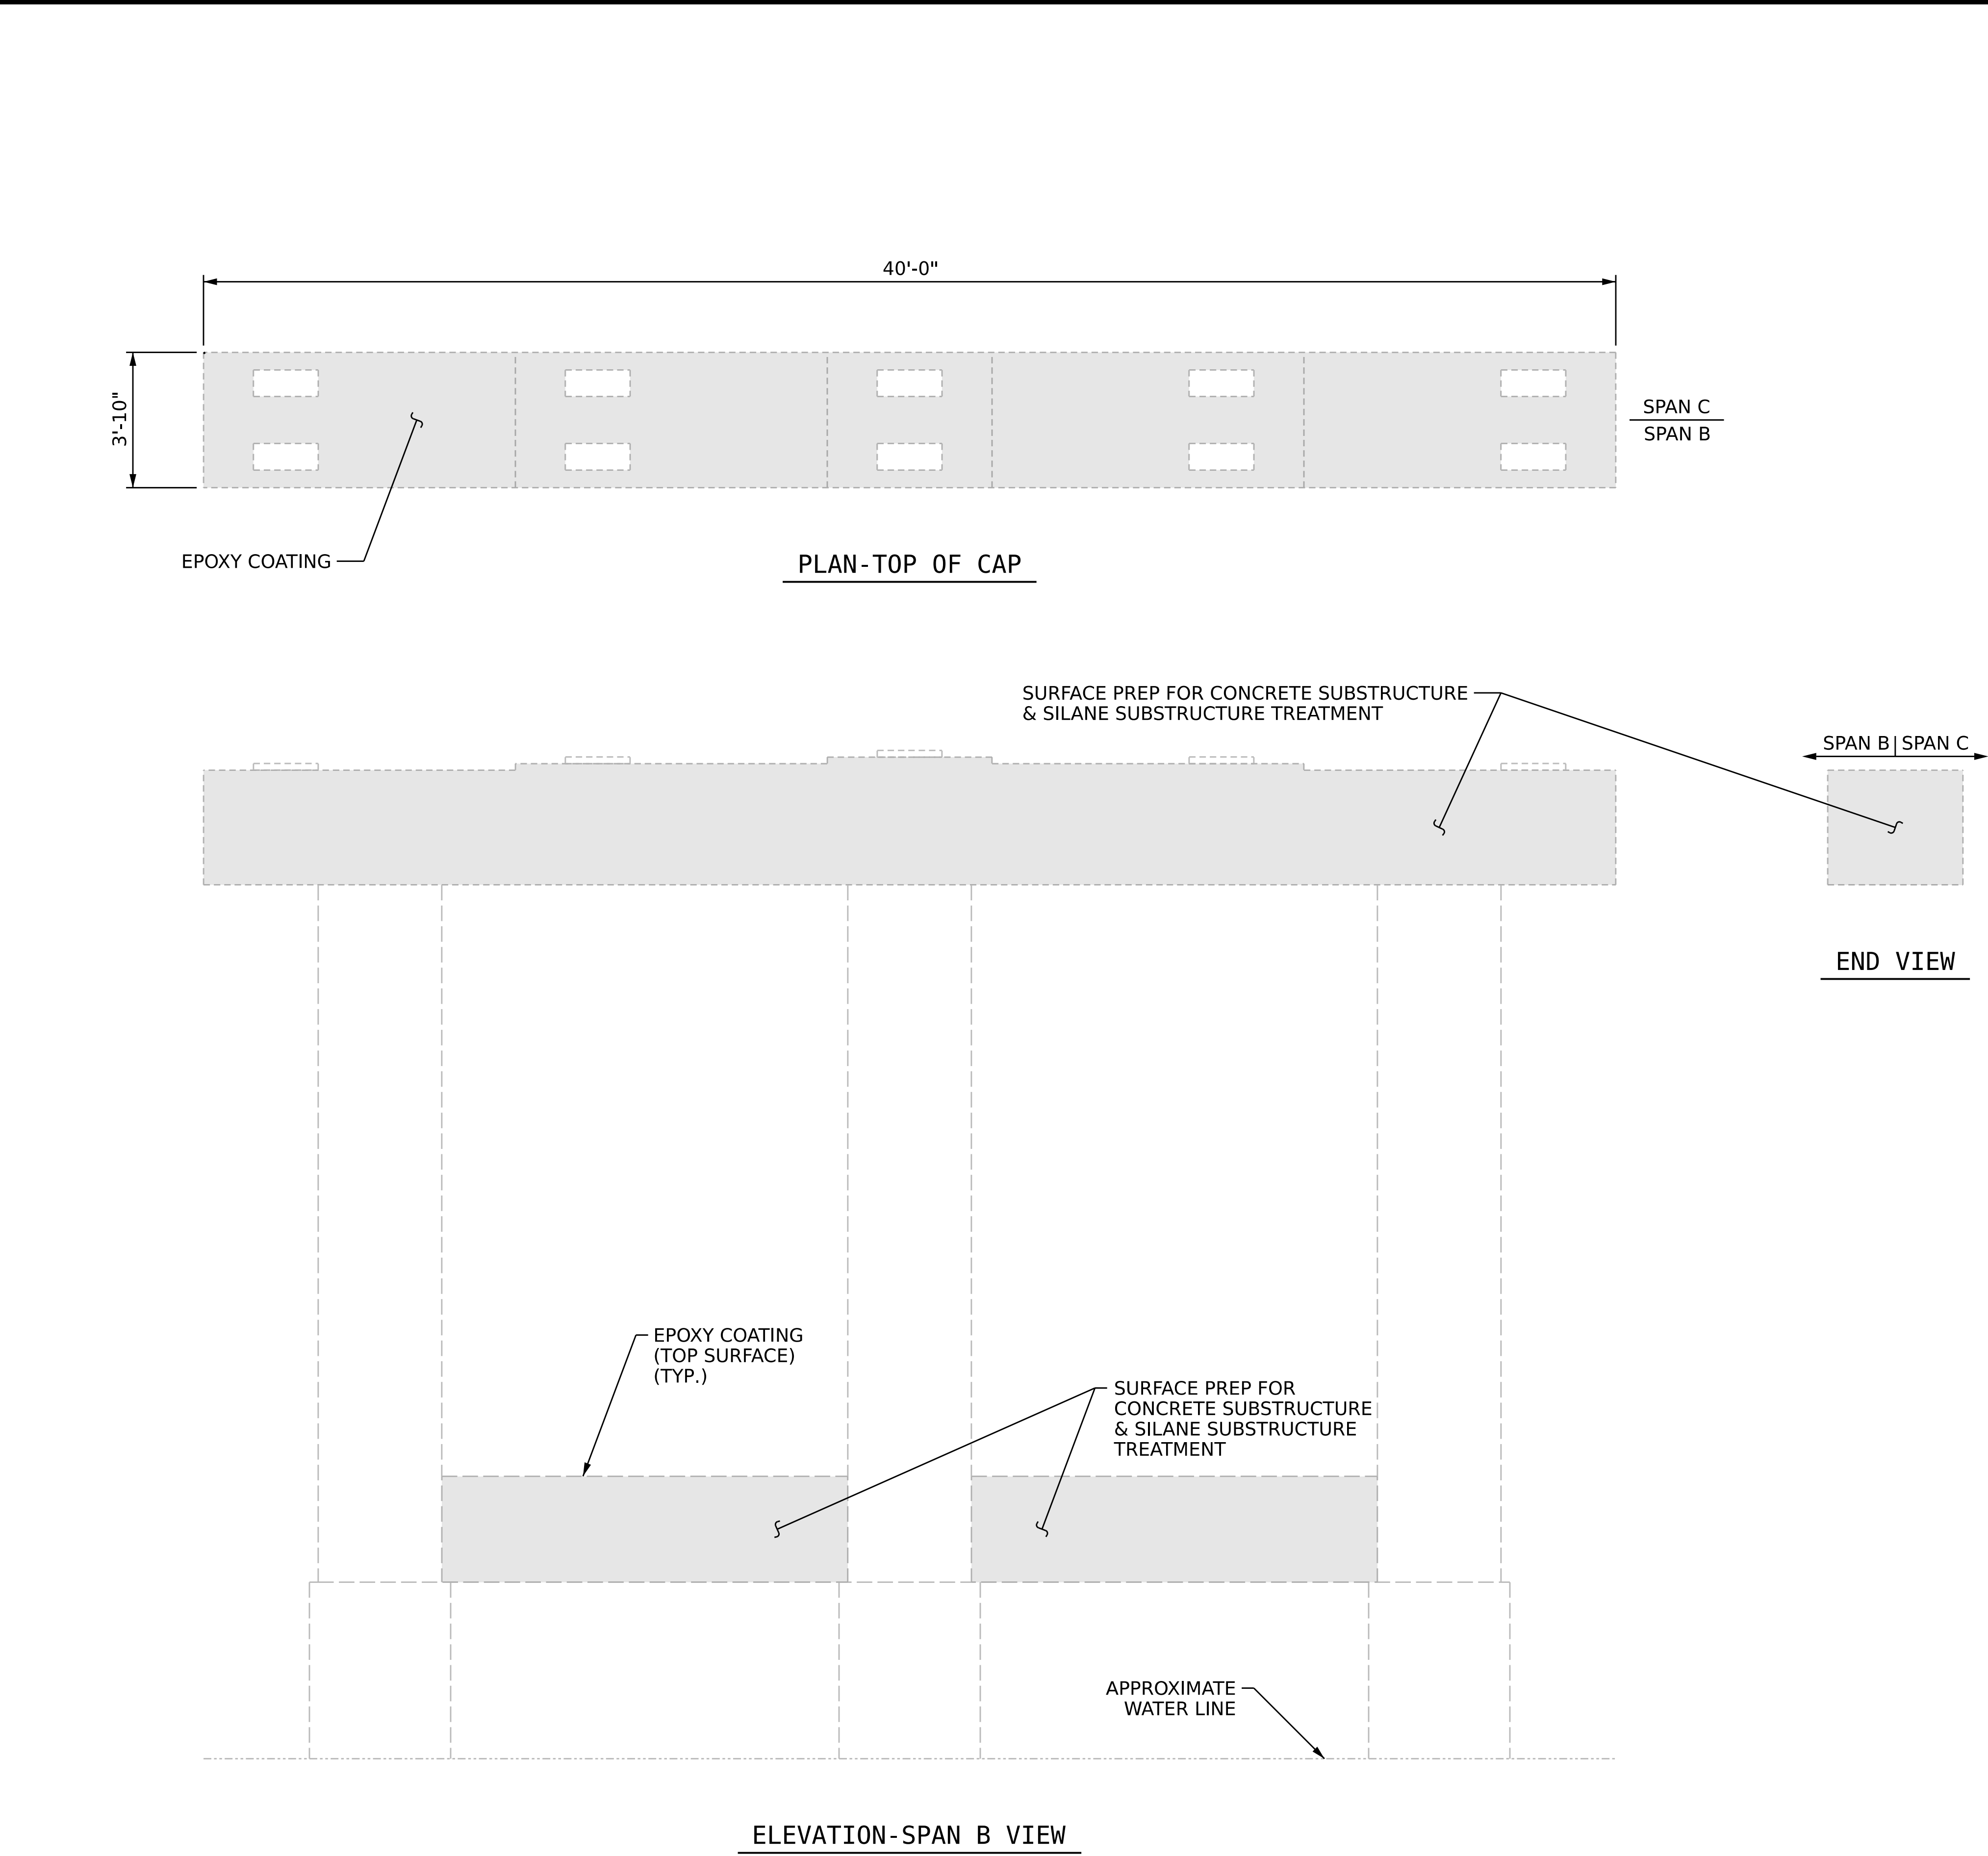 40'-0"
3'-10"
SPAN C
SPAN B
EPOXY COATING
PLAN-TOP OF CAP
SURFACE PREP FOR CONCRETE SUBSTRUCTURE
& SILANE SUBSTRUCTURE TREATMENT
SPAN B SPAN C
END VIEW
EPOXY COATING
(TOP SURFACE)
(TYP.)
SURFACE PREP FOR
CONCRETE SUBSTRUCTURE
& SILANE SUBSTRUCTURE
TREATMENT
APPROXIMATE
WATER LINE
ELEVATION-SPAN B VIEW